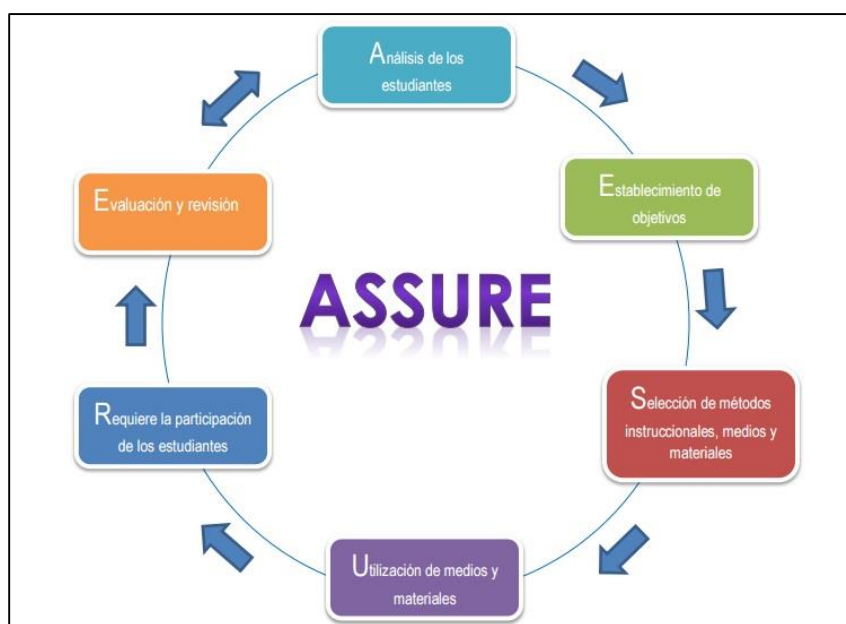 Análisis de los
estudiantes
Establecimiento de
objetivos
Selección de métodos
instruccionales, medios y
materiales
Utilización de medios y
materiales
Requiere la participación
de los estudiantes
Evaluación y revisión
ASSURE